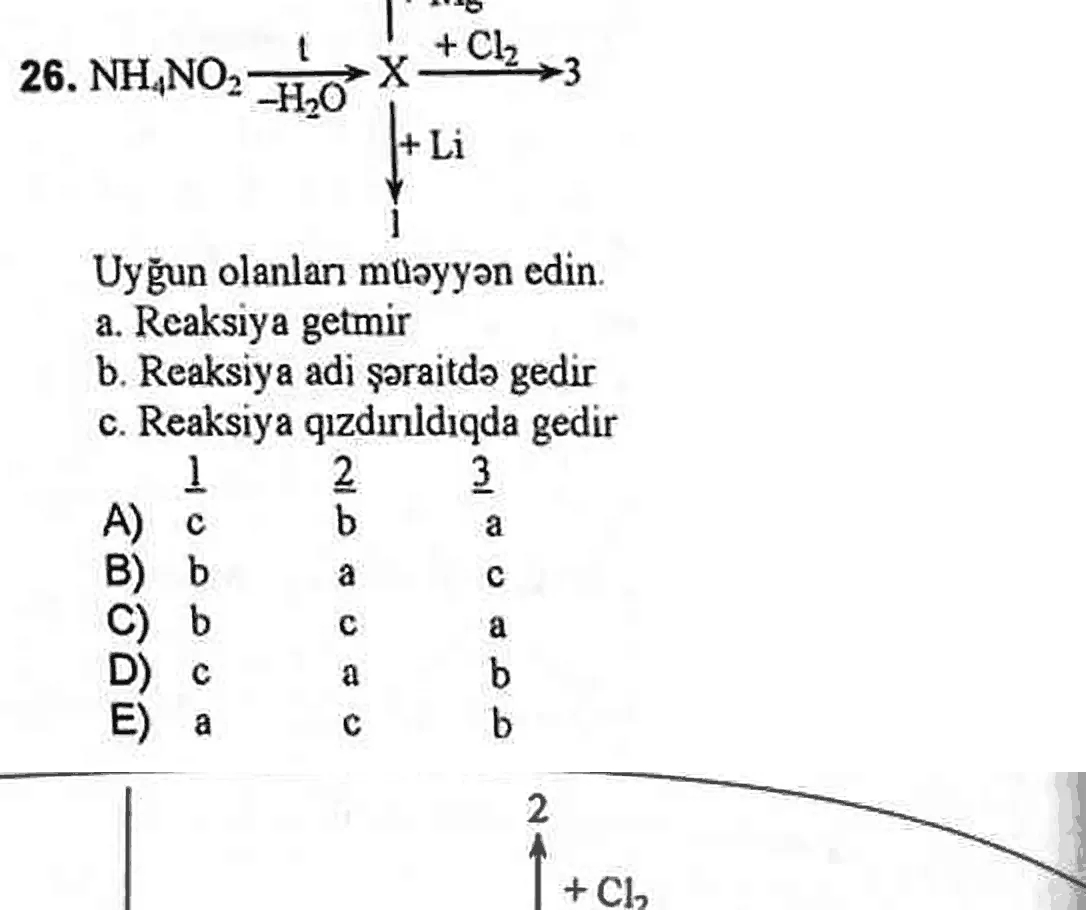 + Mg
26. NH₄NO₂ t –H₂O X + Cl₂ 3
+ Li
1
Uyğun olanları müəyyən edin.
a. Reaksiya getmir
b. Reaksiya adi şəraitdə gedir
c. Reaksiya qızdırıldıqda gedir
1 2 3
A) c b a
B) b a c
C) b c a
D) c a b
E) a c b
2
+ Cl₂